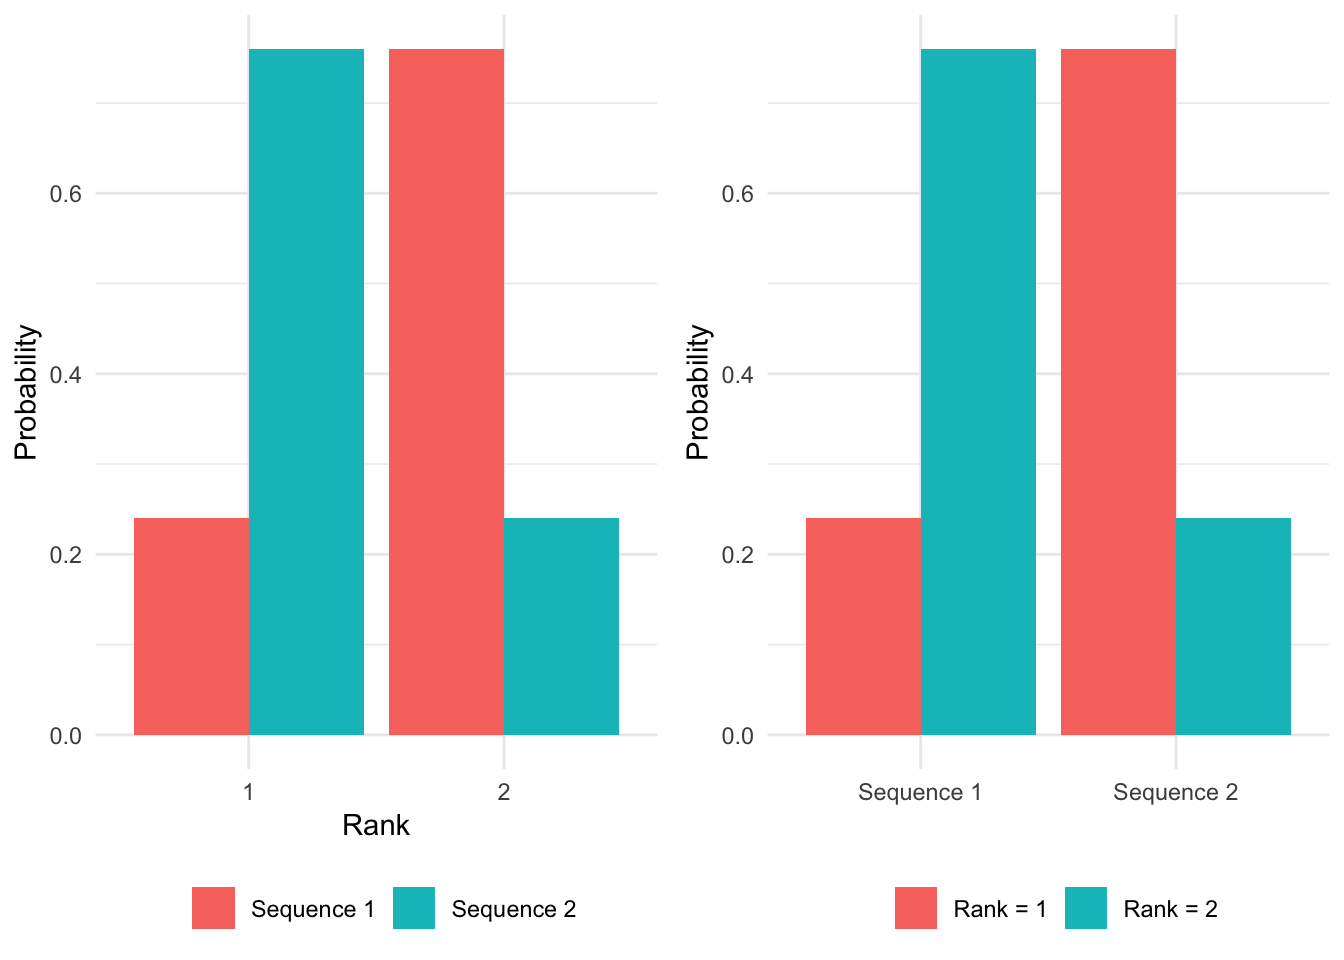 Probability
0.6
0.4
0.2
0.0
1 2
Rank
Sequence 1 Sequence 2
Probability
0.6
0.4
0.2
0.0
Sequence 1 Sequence 2
Rank = 1 Rank = 2